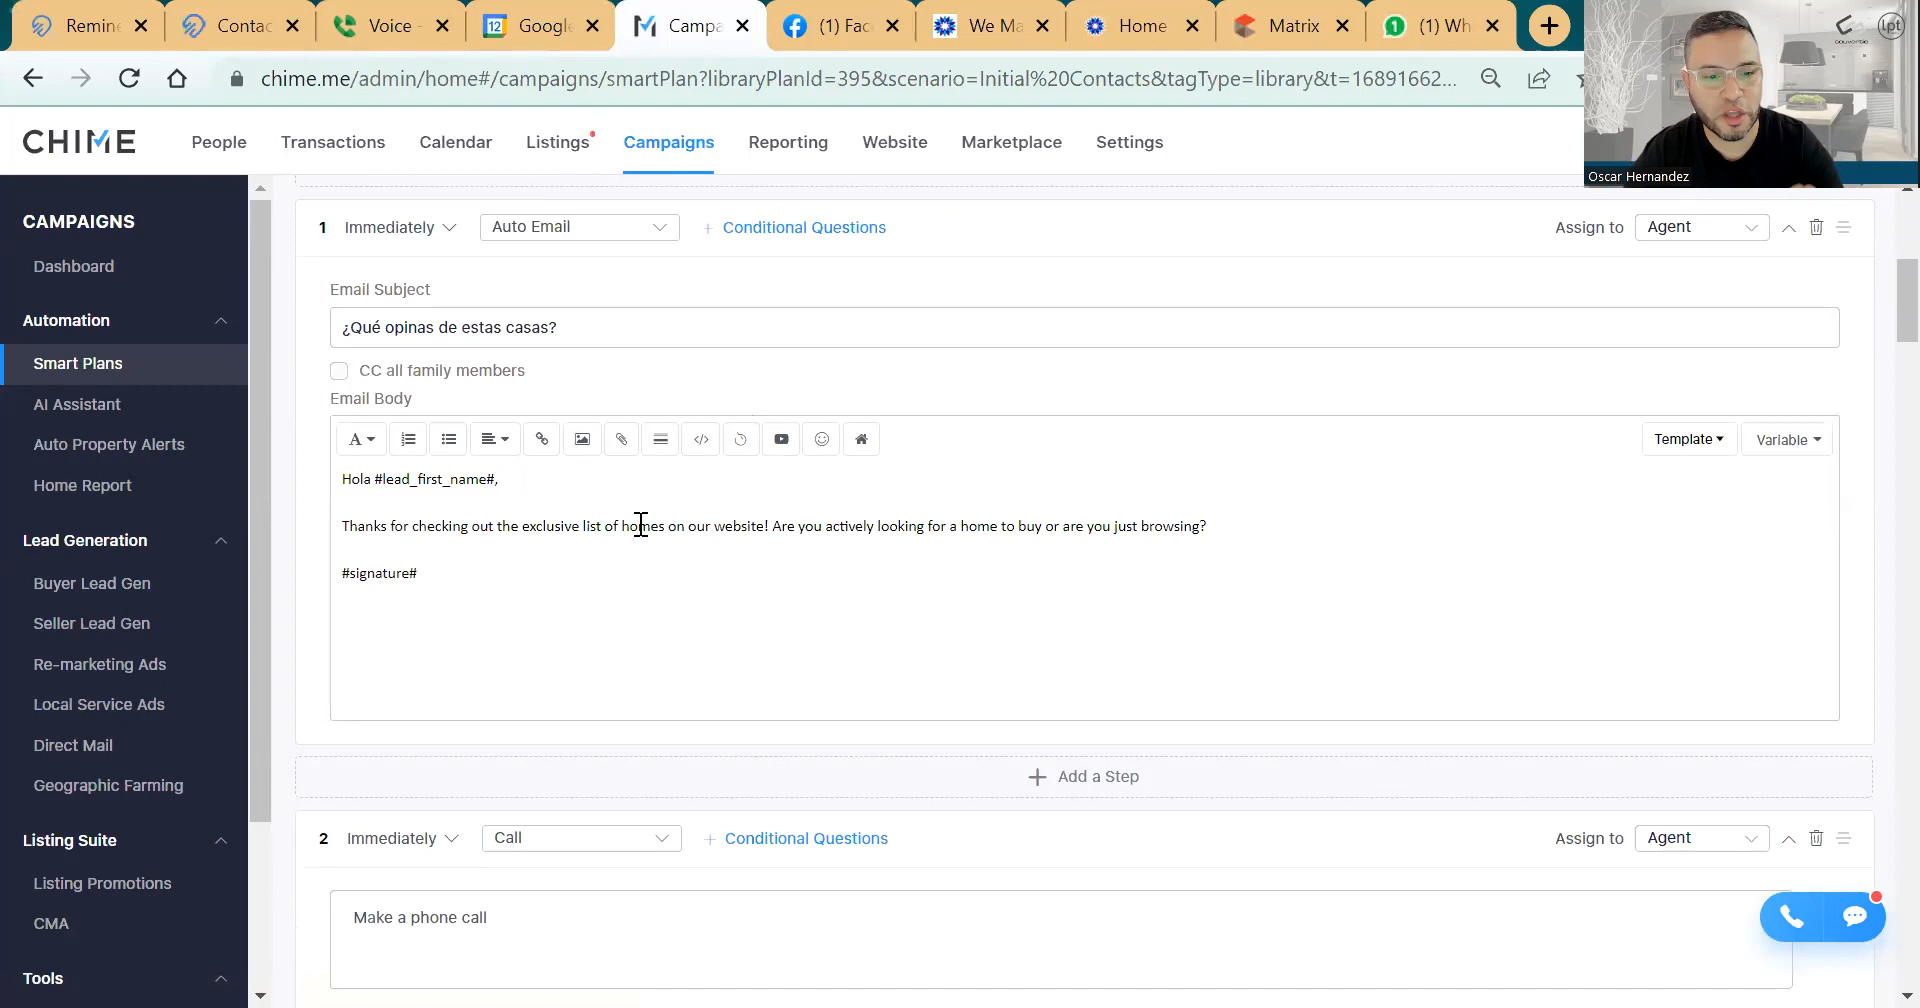 Remin
Contac
Voice -
Google
Campa
(1) Fac
We Ma
Home
Matrix
(1) Wh
12
1
chime.me/admin/home#/campaigns/smartPlan?libraryPlanId=395&scenario=Initial%20Contacts&tagType=library&t=16891662...
lpt
Oscar Hernandez
CHIME
People
Transactions
Calendar
Listings
Campaigns
Reporting
Website
Marketplace
Settings
CAMPAIGNS
Dashboard
Automation
Smart Plans
AI Assistant
Auto Property Alerts
Home Report
Lead Generation
Buyer Lead Gen
Seller Lead Gen
Re-marketing Ads
Local Service Ads
Direct Mail
Geographic Farming
Listing Suite
Listing Promotions
CMA
Tools
1 Immediately Auto Email + Conditional Questions Assign to Agent
Email Subject
¿Qué opinas de estas casas?
CC all family members
Email Body
A Template Variable
Hola #lead_first_name#,
Thanks for checking out the exclusive list of homes on our website! Are you actively looking for a home to buy or are you just browsing?
#signature#
+ Add a Step
2 Immediately Call + Conditional Questions Assign to Agent
Make a phone call